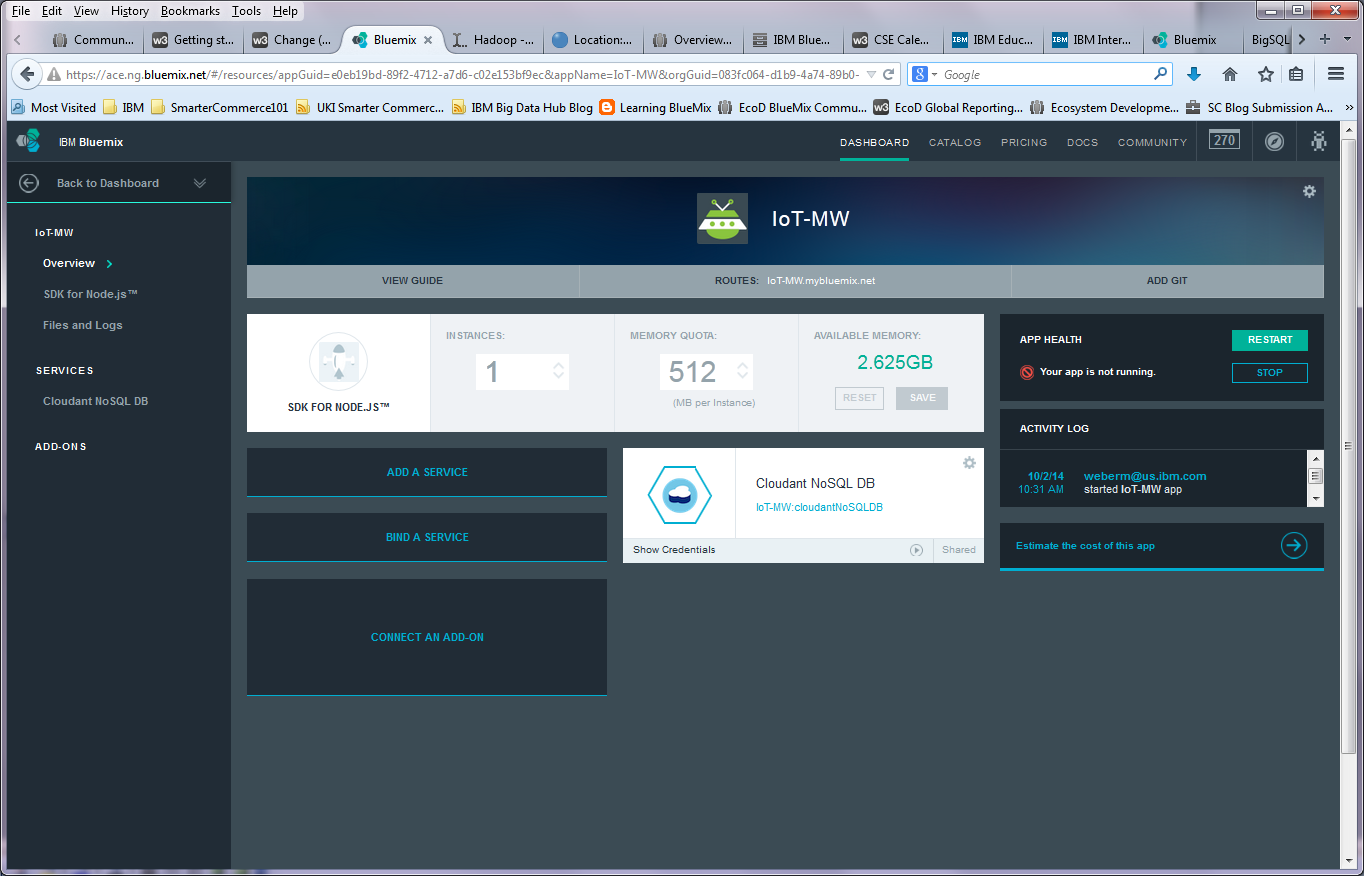 File Edit View History Bookmarks Tools Help
Commun... Getting st... Change (... Bluemix Hadoop -... Location:... Overview... IBM Blue... CSE Cale... IBM Educ... IBM Inter... Bluemix BigSQL
https://ace.ng.bluemix.net/#/resources/appGuid=e0eb19bd-89f2-4712-a7d6-c02e153bf9ec&appName=IoT-MW&orgGuid=083fc064-d1b9-4a74-89b0- Google
Most Visited IBM SmarterCommerce101 UKI Smarter Commerc... IBM Big Data Hub Blog Learning BlueMix EcoD BlueMix Commu... EcoD Global Reporting... Ecosystem Developme... SC Blog Submission A... »
IBM Bluemix
DASHBOARD CATALOG PRICING DOCS COMMUNITY 270
Back to Dashboard
IoT-MW
Overview
SDK for Node.js™
Files and Logs
SERVICES
Cloudant NoSQL DB
ADD-ONS
IoT-MW
VIEW GUIDE ROUTES: IoT-MW.mybluemix.net ADD GIT
SDK FOR NODE.JS™
INSTANCES:
1
MEMORY QUOTA:
512
(MB per Instance)
AVAILABLE MEMORY:
2.625GB
RESET SAVE
APP HEALTH RESTART
Your app is not running. STOP
ACTIVITY LOG
10/2/14 weberm@us.ibm.com
10:31 AM started IoT-MW app
Estimate the cost of this app
ADD A SERVICE
BIND A SERVICE
CONNECT AN ADD-ON
Cloudant NoSQL DB
IoT-MW:cloudantNoSQLDB
Show Credentials Shared